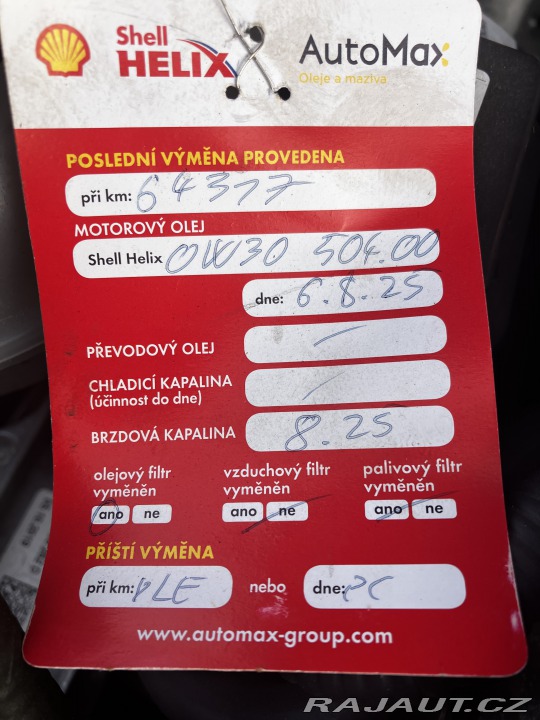 Shell
HELIX
AutoMax
Oleje a maziva
POSLEDNÍ VÝMĚNA PROVEDENA
při km: 64377
MOTOROVÝ OLEJ
Shell Helix 0W30 504.00
dne: 6.8.25
PŘEVODOVÝ OLEJ –
CHLADICÍ KAPALINA –
(účinnost do dne)
BRZDOVÁ KAPALINA 8.25
olejový filtr vzduchový filtr palivový filtr
vyměněn vyměněn vyměněn
ano ne ano ne ano ne
PŘÍŠTÍ VÝMĚNA
při km: VLE nebo dne: PC
www.automax-group.com
RAJAUT.CZ